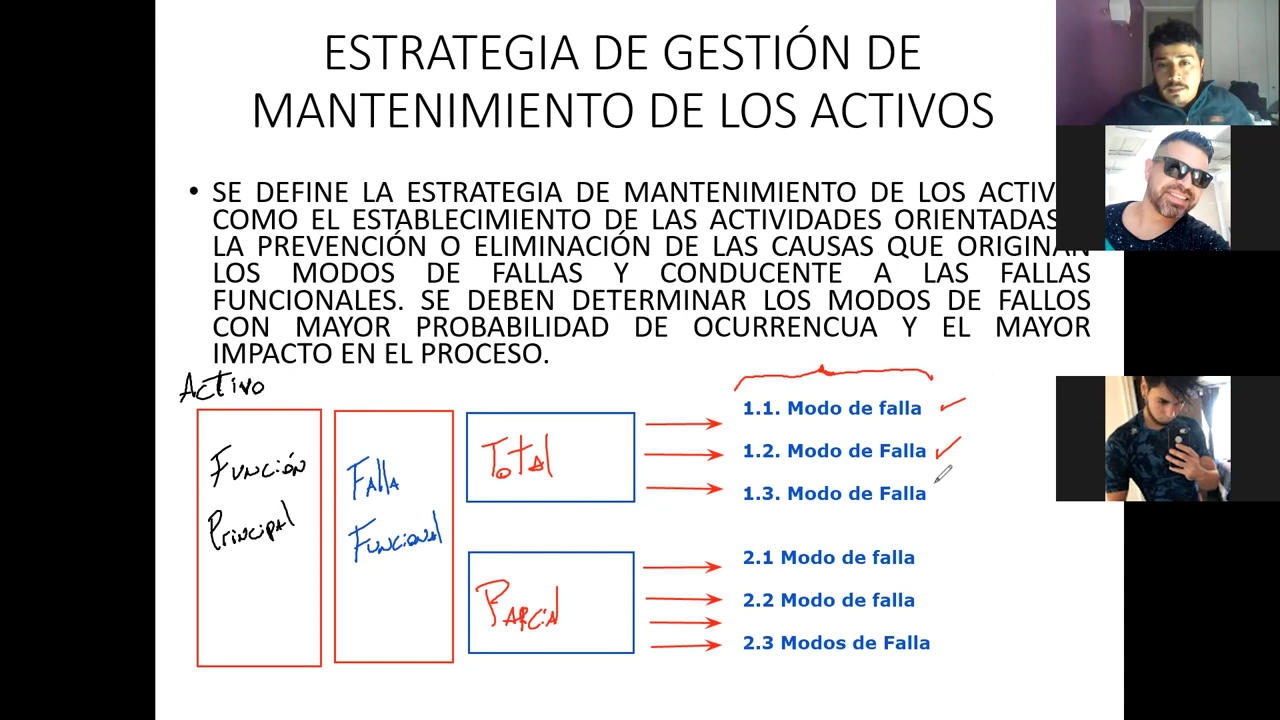 ESTRATEGIA DE GESTIÓN DE
MANTENIMIENTO DE LOS ACTIVOS
• SE DEFINE LA ESTRATEGIA DE MANTENIMIENTO DE LOS ACTIV
COMO EL ESTABLECIMIENTO DE LAS ACTIVIDADES ORIENTADAS
LA PREVENCIÓN O ELIMINACIÓN DE LAS CAUSAS QUE ORIGINAN
LOS MODOS DE FALLAS Y CONDUCENTE A LAS FALLAS
FUNCIONALES. SE DEBEN DETERMINAR LOS MODOS DE FALLOS
CON MAYOR PROBABILIDAD DE OCURRENCUA Y EL MAYOR
IMPACTO EN EL PROCESO.
Activo
Función
Principal
Falla
Funcional
Total
1.1. Modo de falla
1.2. Modo de Falla
1.3. Modo de Falla
Parcial
2.1 Modo de falla
2.2 Modo de falla
2.3 Modos de Falla